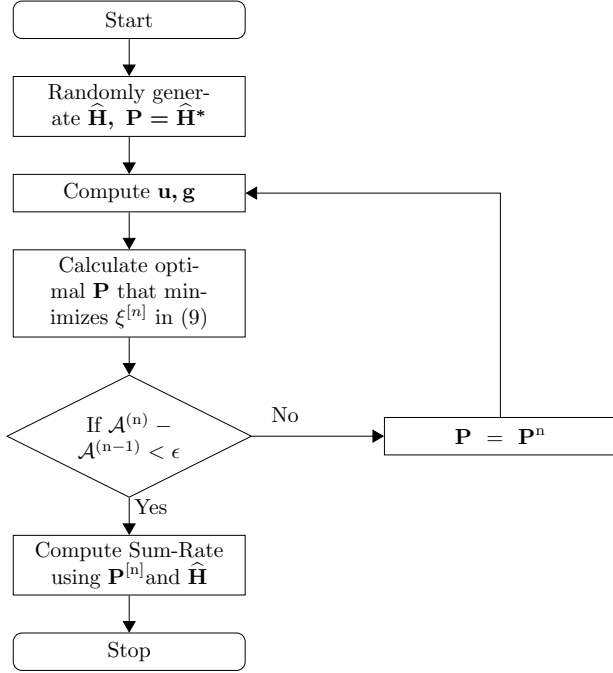 Start
Randomly gener-
ate Ĥ, P = Ĥ*
Compute u, g
Calculate opti-
mal P that min-
imizes ξ[n] in (9)
If 𝒜(n) −
𝒜(n−1) < ϵ
No
P = Pⁿ
Yes
Compute Sum-Rate
using P[n] and Ĥ
Stop